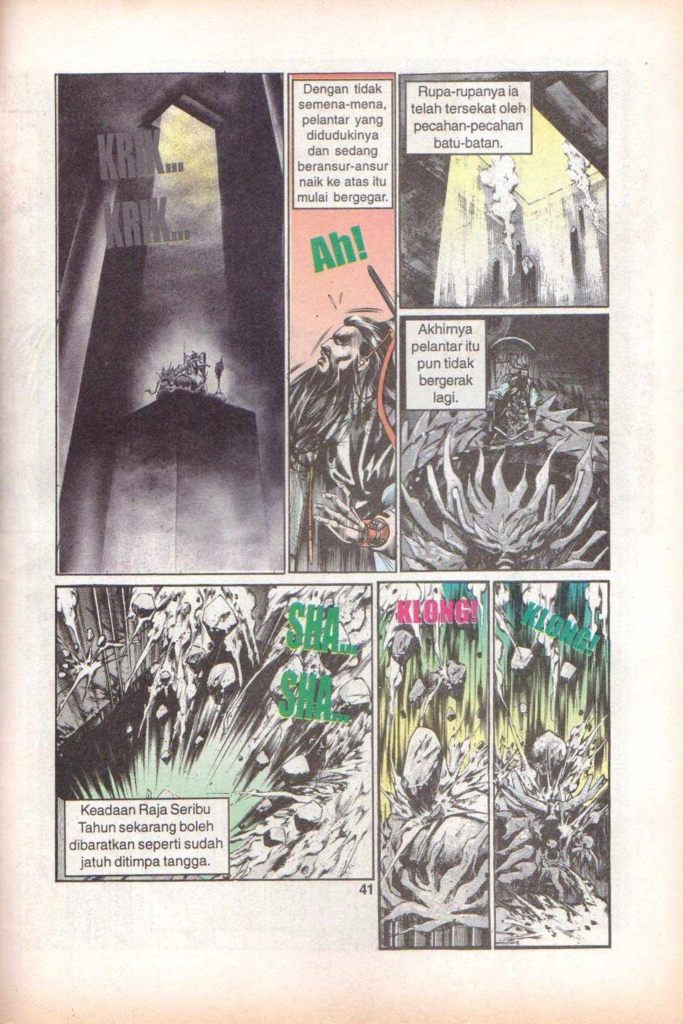 KRIK...
KRIK...
Dengan tidak
semena-mena,
pelantar yang
didudukinya
dan sedang
beransur-ansur
naik ke atas itu
mulai bergegar.
Ah!
Rupa-rupanya ia
telah tersekat oleh
pecahan-pecahan
batu-batan.
Akhirnya
pelantar itu
pun tidak
bergerak
lagi.
SHA...
SHA...
Keadaan Raja Seribu
Tahun sekarang boleh
dibaratkan seperti sudah
jatuh ditimpa tangga.
KLONG!
KLONG!
41